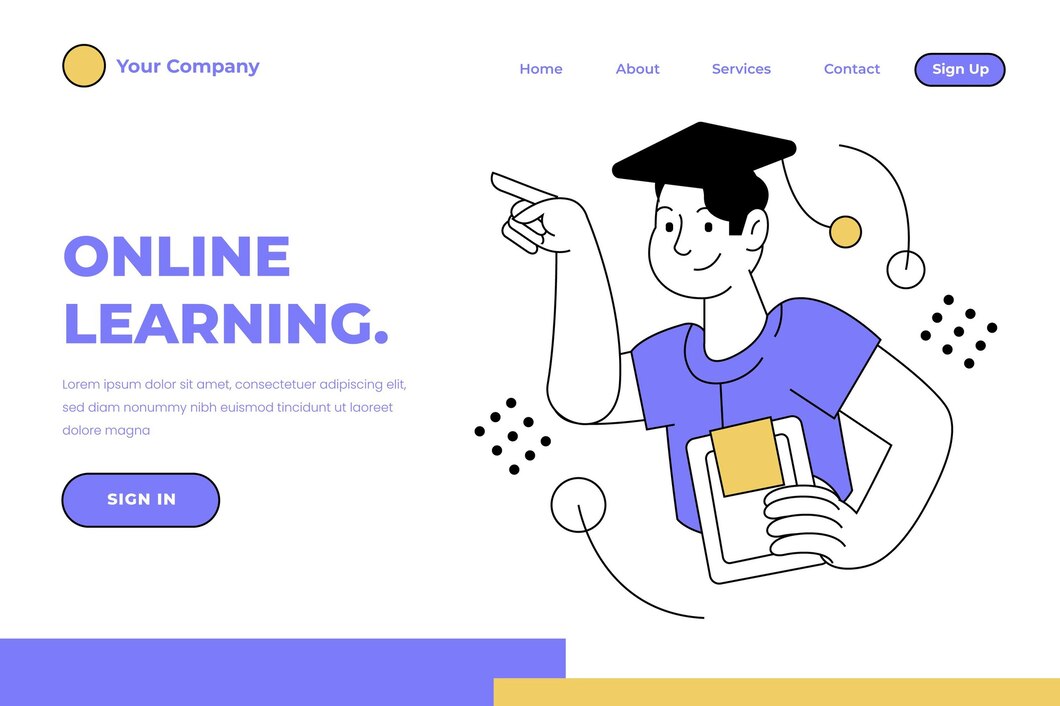 Your Company
Home About Services Contact Sign Up
ONLINE
LEARNING.
Lorem ipsum dolor sit amet, consectetuer adipiscing elit,
sed diam nonummy nibh euismod tincidunt ut laoreet
dolore magna
SIGN IN